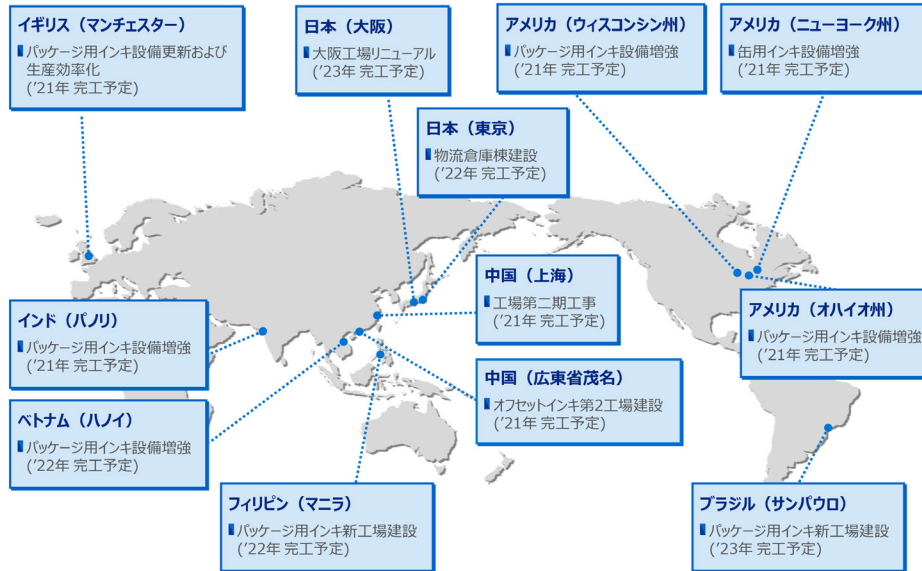 イギリス（マンチェスター）
パッケージ用インキ設備更新および
生産効率化
(’21年 完工予定)
日本（大阪）
大阪工場リニューアル
(’23年 完工予定)
アメリカ（ウィスコンシン州）
パッケージ用インキ設備増強
(’21年 完工予定)
アメリカ（ニューヨーク州）
缶用インキ設備増強
(’21年 完工予定)
日本（東京）
物流倉庫棟建設
(’22年 完工予定)
中国（上海）
工場第二期工事
(’21年 完工予定)
インド（パノリ）
パッケージ用インキ設備増強
(’21年 完工予定)
アメリカ（オハイオ州）
パッケージ用インキ設備増強
(’21年 完工予定)
中国（広東省茂名）
オフセットインキ第2工場建設
(’21年 完工予定)
ベトナム（ハノイ）
パッケージ用インキ設備増強
(’22年 完工予定)
フィリピン（マニラ）
パッケージ用インキ新工場建設
(’22年 完工予定)
ブラジル（サンパウロ）
パッケージ用インキ新工場建設
(’23年 完工予定)